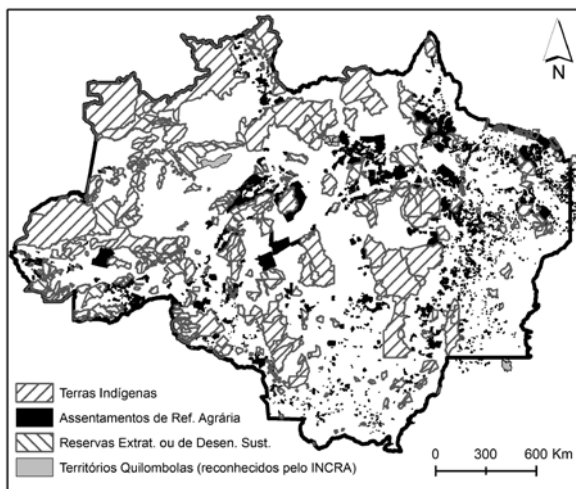 N
Terras Indígenas
Assentamentos de Ref. Agrária
Reservas Extrat. ou de Desen. Sust.
Territórios Quilombolas (reconhecidos pelo INCRA)
0 300 600 Km